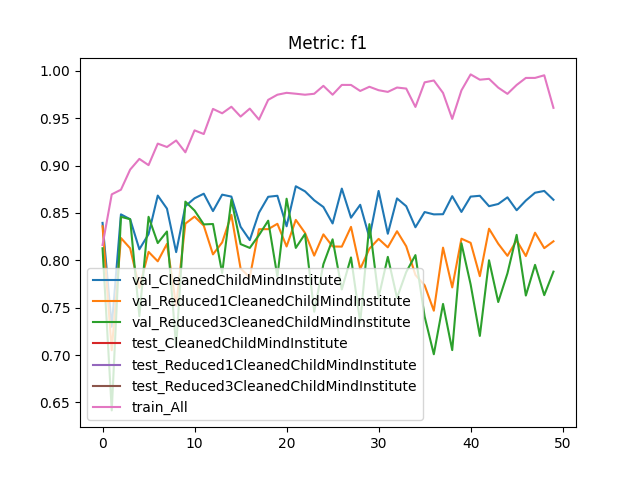 Metric: f1
1.00
0.95
0.90
0.85
0.80
0.75
0.70
0.65
val_CleanedChildMindInstitute
val_Reduced1CleanedChildMindInstitute
val_Reduced3CleanedChildMindInstitute
test_CleanedChildMindInstitute
test_Reduced1CleanedChildMindInstitute
test_Reduced3CleanedChildMindInstitute
train_All
0 10 20 30 40 50